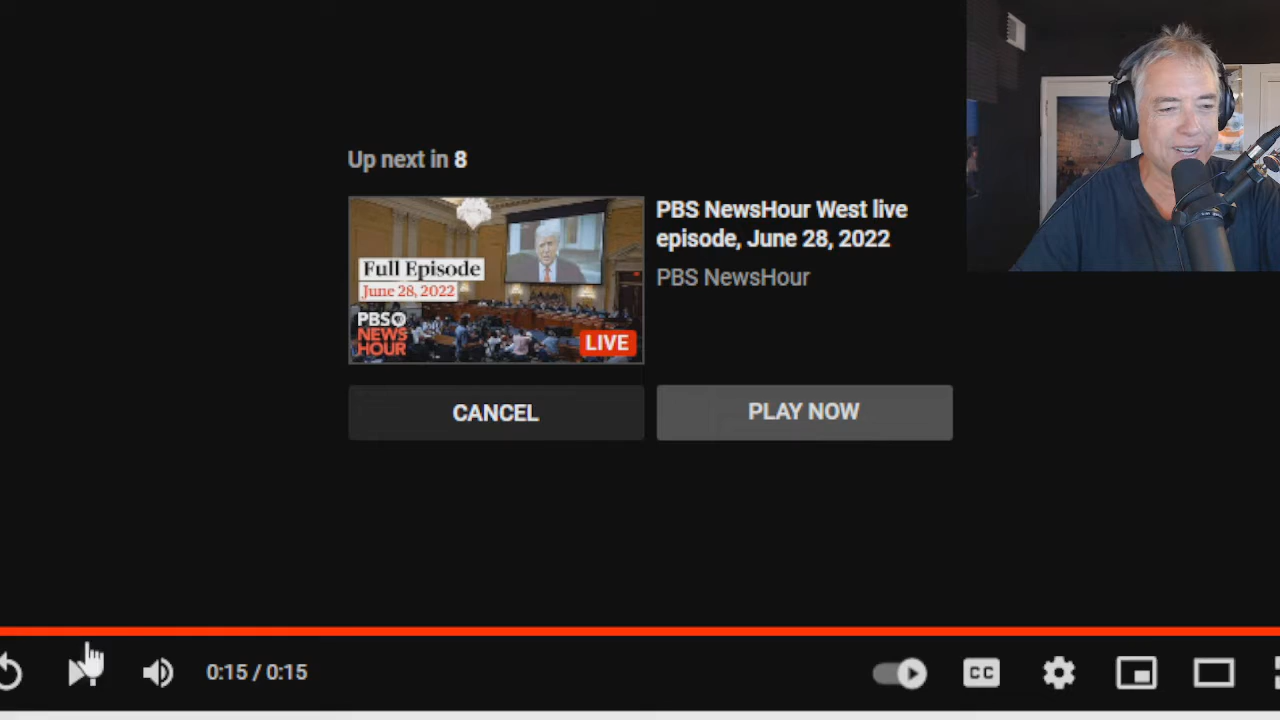 Up next in 8
Full Episode
June 28, 2022
PBS
NEWS
HOUR
LIVE
PBS NewsHour West live
episode, June 28, 2022
PBS NewsHour
CANCEL
PLAY NOW
0:15 / 0:15
CC